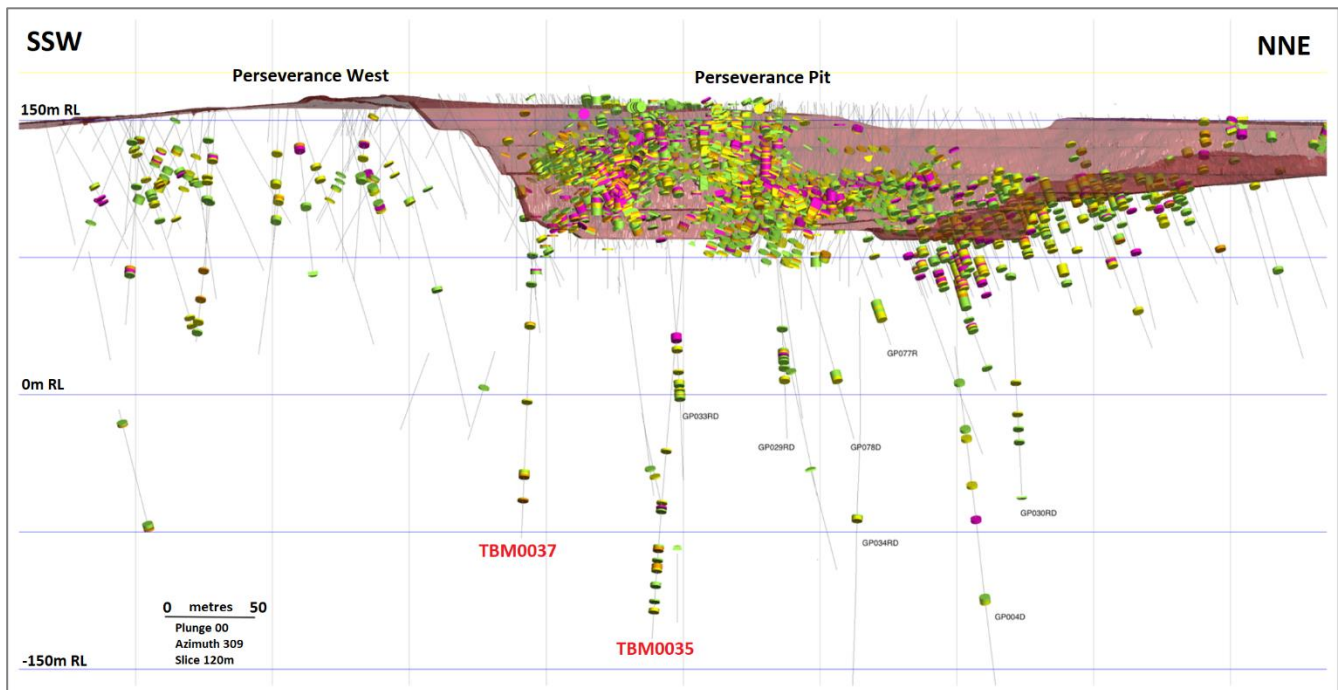 SSW
NNE
Perseverance West
Perseverance Pit
150m RL
GP077R
0m RL
GP033RD
GP029RD
GP078D
GP030RD
TBM0037
GP034RD
0 metres 50
Plunge 00
Azimuth 309
Slice 120m
GP004D
TBM0035
-150m RL